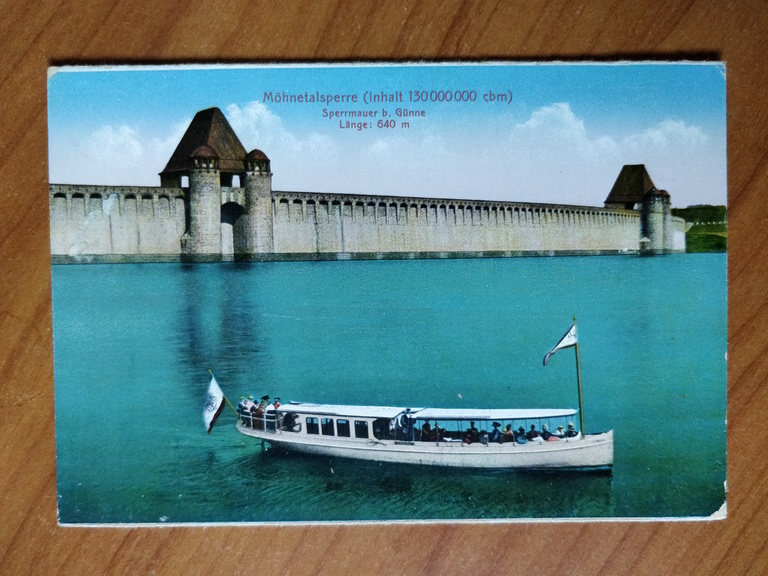 Möhnetalsperre (Inhalt 130000000 cbm)
Sperrmauer b. Günne
Länge: 640 m